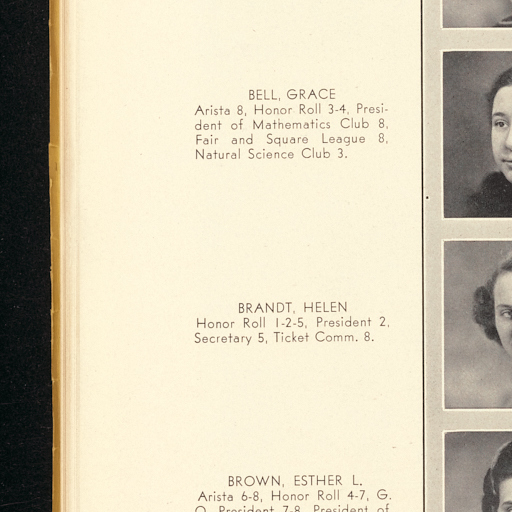 BELL, GRACE
Arista 8, Honor Roll 3-4, Presi-
dent of Mathematics Club 8,
Fair and Square League 8,
Natural Science Club 3.
BRANDT, HELEN
Honor Roll 1-2-5, President 2,
Secretary 5, Ticket Comm. 8.
BROWN, ESTHER L.
Arista 6-8, Honor Roll 4-7, G.
O. President 7-8, President of